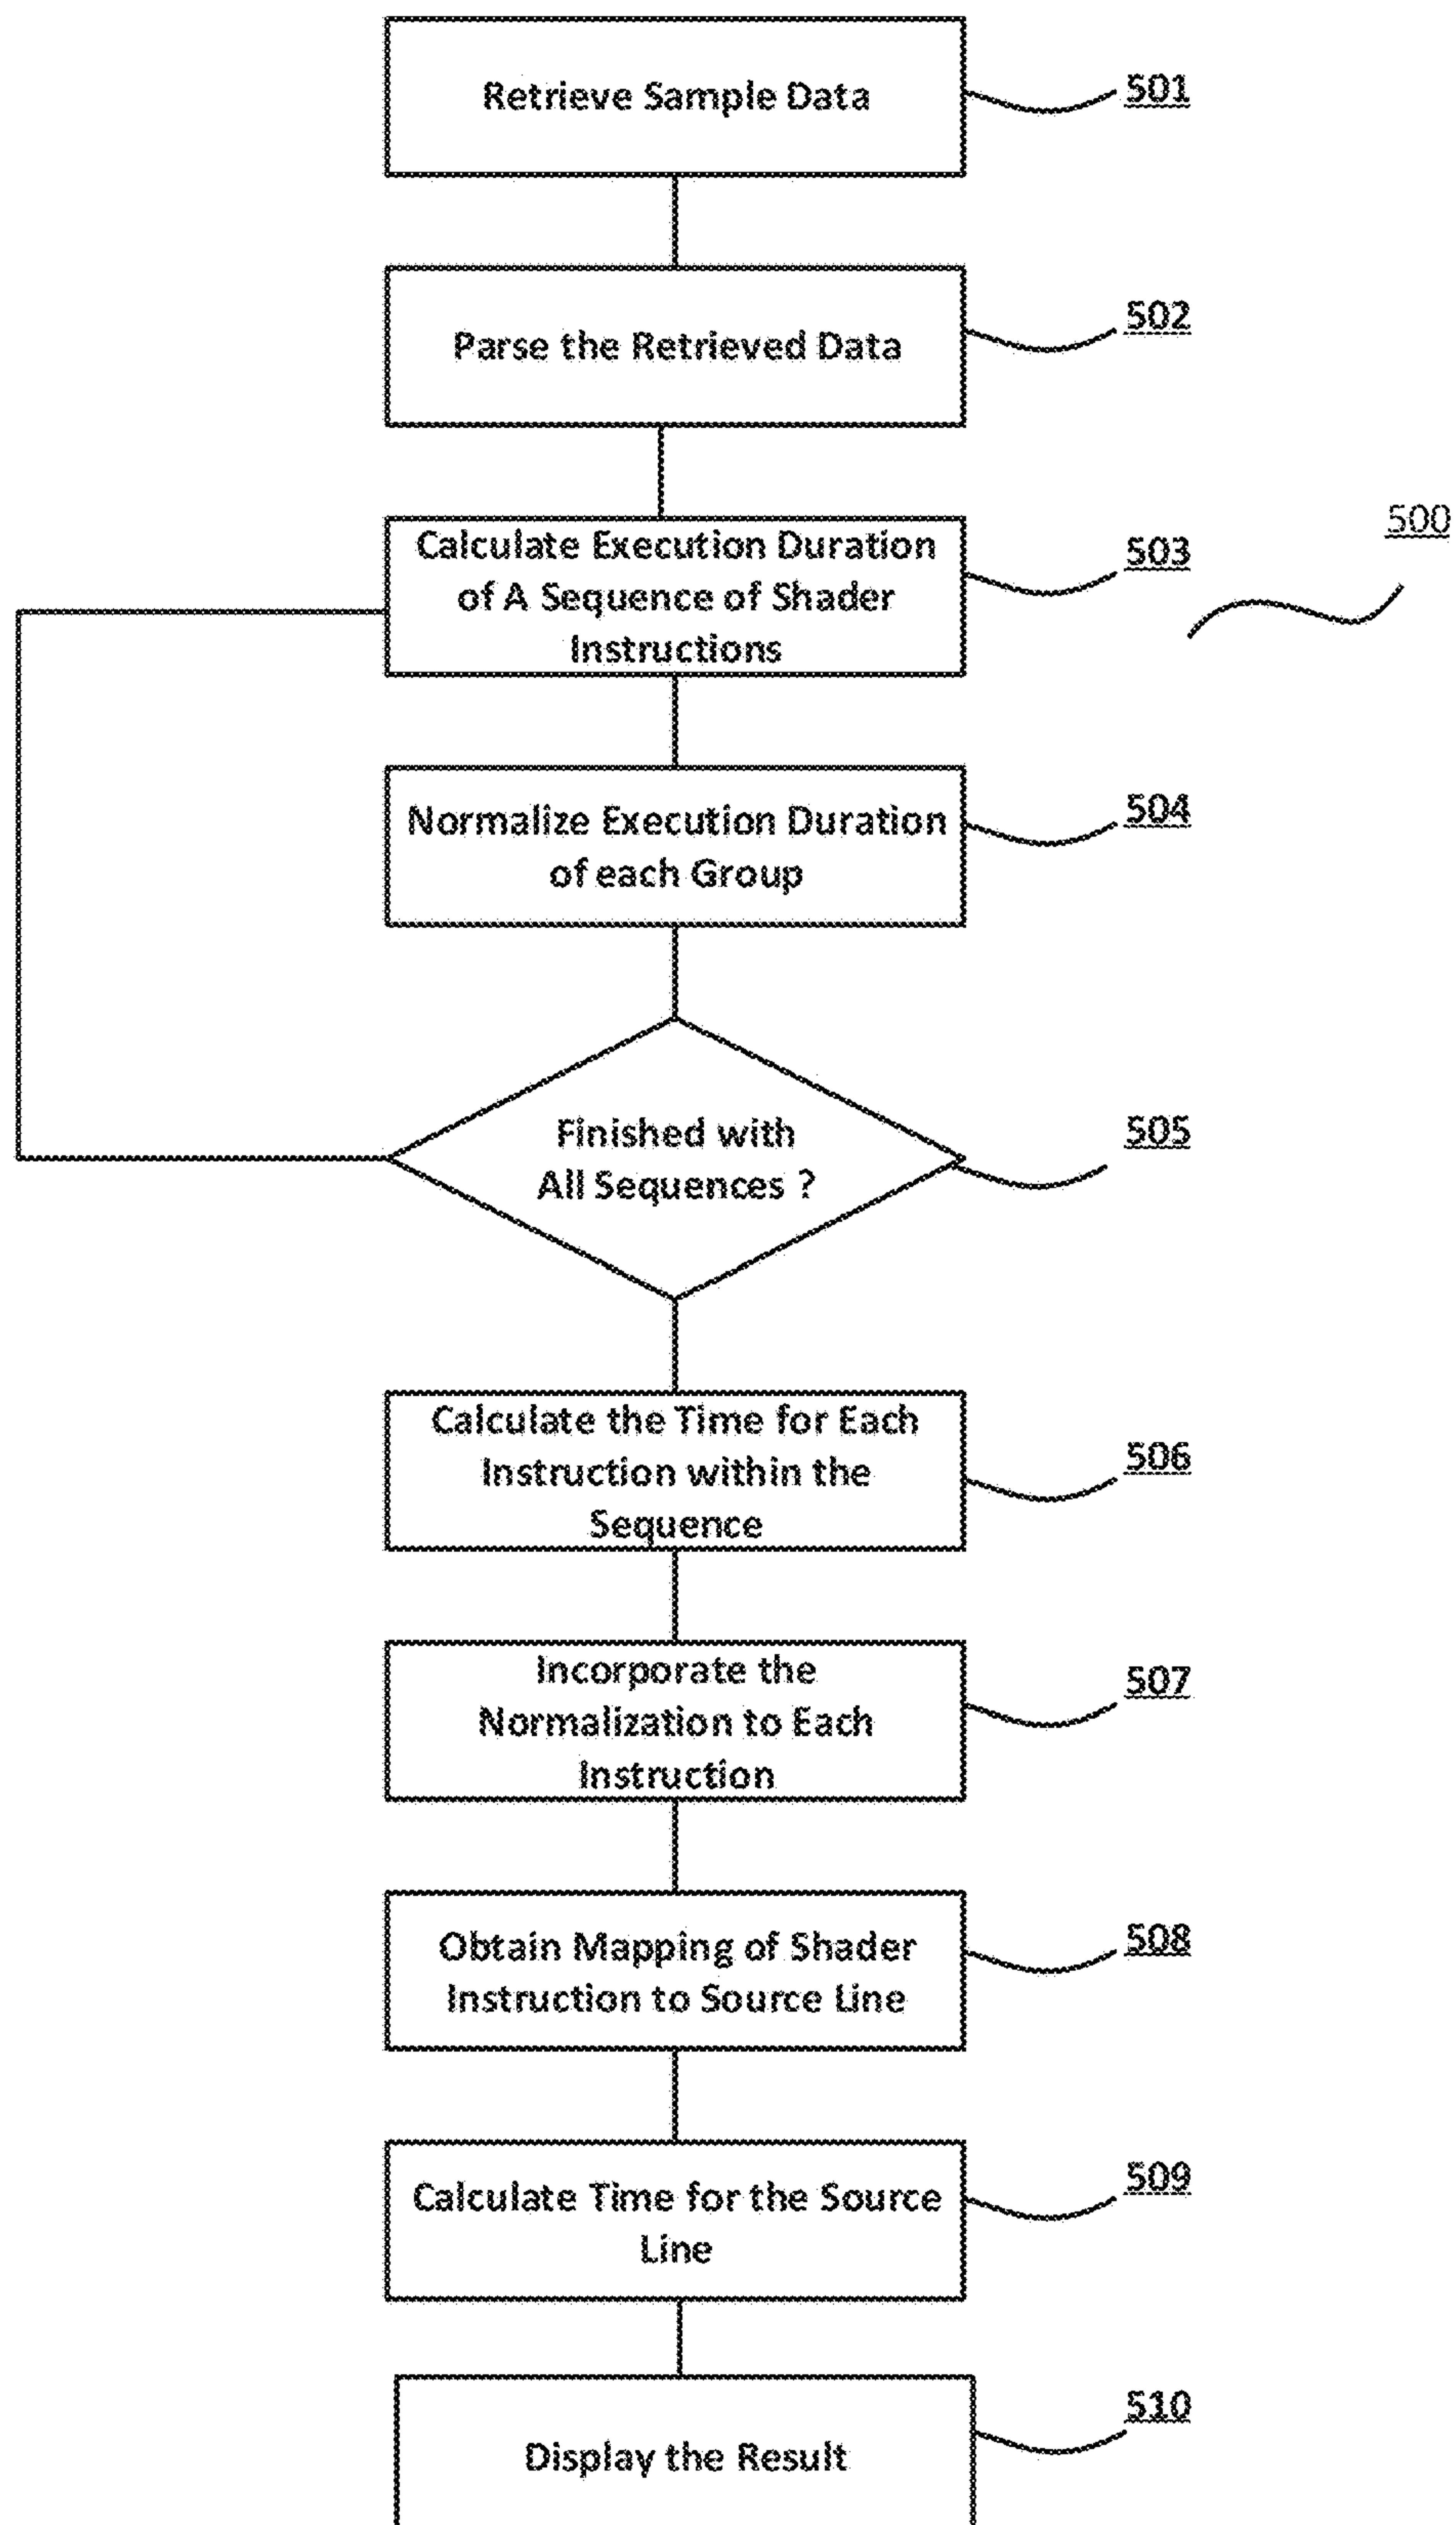 Retrieve Sample Data
501
Parse the Retrieved Data
502
Calculate Execution Duration
of A Sequence of Shader
Instructions
503
500
Normalize Execution Duration
of each Group
504
Finished with
All Sequences ?
505
Calculate the Time for Each
Instruction within the
Sequence
506
Incorporate the
Normalization to Each
Instruction
507
Obtain Mapping of Shader
Instruction to Source Line
508
Calculate Time for the Source
Line
509
Display the Result
510